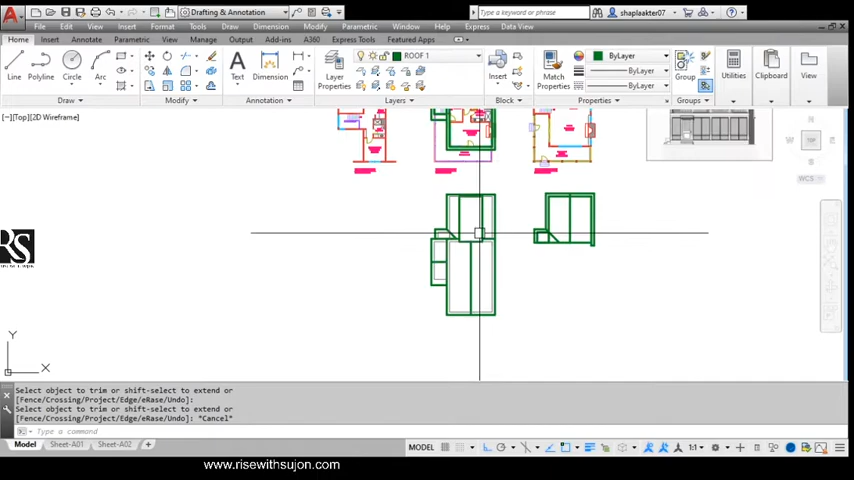 Drafting & Annotation
Type a keyword or phrase
shaplaakter07
File Edit View Insert Format Tools Draw Dimension Modify Parametric Window Help Express Data View
Home Insert Annotate Parametric View Manage Output Add-ins A360 Express Tools Featured Apps
Line Polyline Circle Arc
Text Dimension
Layer Properties
ROOF 1
Insert
Match Properties
ByLayer
ByLayer
ByLayer
Group
Utilities
Clipboard
View
Draw Modify Annotation Layers Block Properties Groups
[−][Top][2D Wireframe]
W TOP E
S
WCS
RS
Y
X
Select object to trim or shift-select to extend or
[Fence/Crossing/Project/Edge/eRase/Undo]:
Select object to trim or shift-select to extend or
[Fence/Crossing/Project/Edge/eRase/Undo]: *Cancel*
Type a command
Model Sheet-A01 Sheet-A02 +
MODEL
1:1
www.risewithsujon.com